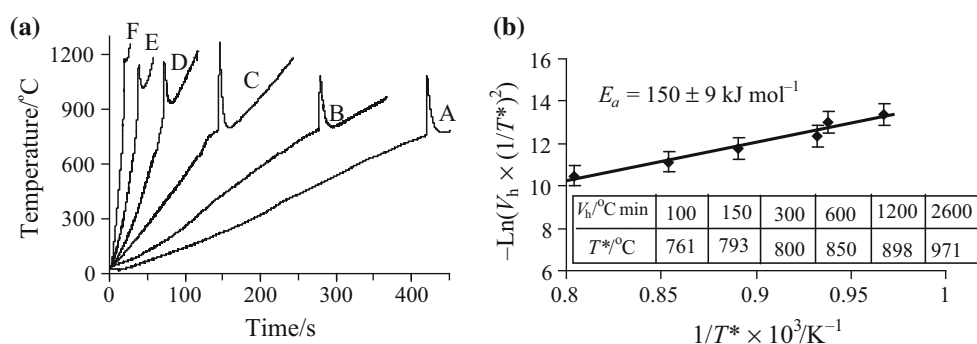 (a)
F
E
D
C
B
A
1200
900
600
300
0
Temperature/°C
0
100
200
300
400
Time/s
(b)
16
14
12
10
8
6
−Ln(Vₕ × (1/T*)²)
Eₐ = 150 ± 9 kJ mol⁻¹
Vₕ/°C min 100 150 300 600 1200 2600
T*/°C 761 793 800 850 898 971
0.8
0.85
0.9
0.95
1
1/T* × 10³/K⁻¹